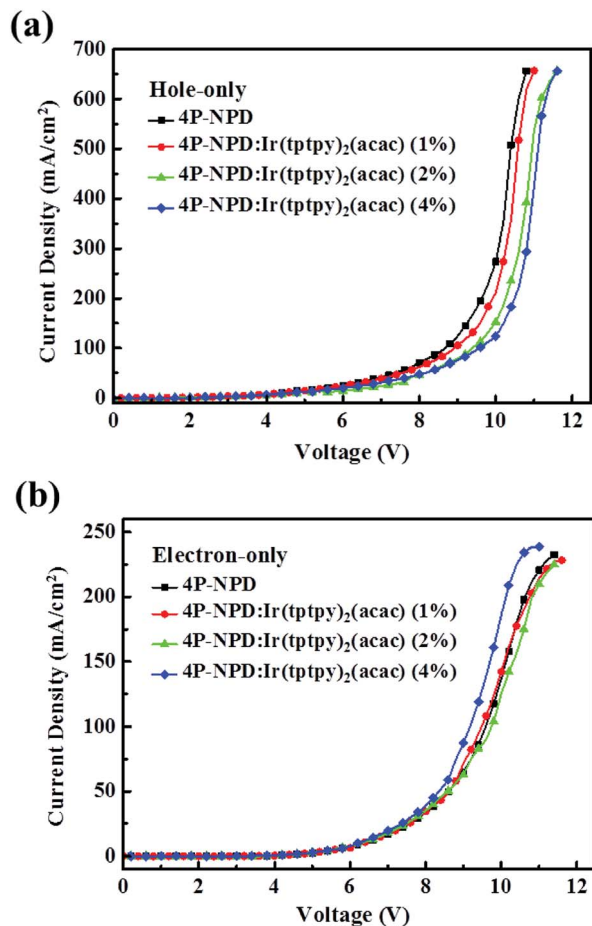 (a)
700
600
500
400
300
200
100
0
Current Density (mA/cm²)
Hole-only
4P-NPD
4P-NPD:Ir(tptpy)₂(acac) (1%)
4P-NPD:Ir(tptpy)₂(acac) (2%)
4P-NPD:Ir(tptpy)₂(acac) (4%)
0 2 4 6 8 10 12
Voltage (V)
(b)
250
200
150
100
50
0
Current Density (mA/cm²)
Electron-only
4P-NPD
4P-NPD:Ir(tptpy)₂(acac) (1%)
4P-NPD:Ir(tptpy)₂(acac) (2%)
4P-NPD:Ir(tptpy)₂(acac) (4%)
0 2 4 6 8 10 12
Voltage (V)